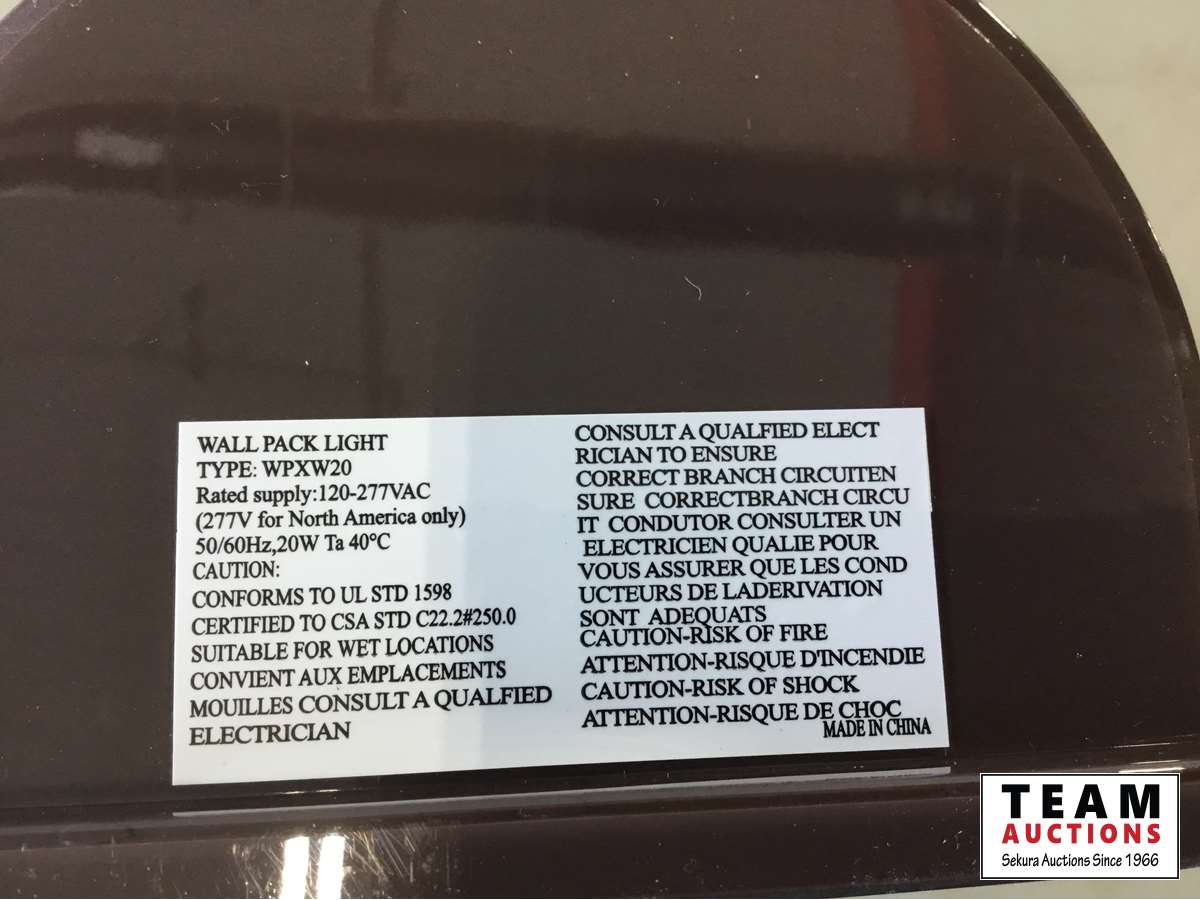 WALL PACK LIGHT
TYPE: WPXW20
Rated supply:120-277VAC
(277V for North America only)
50/60Hz,20W Ta 40°C
CAUTION:
CONFORMS TO UL STD 1598
CERTIFIED TO CSA STD C22.2#250.0
SUITABLE FOR WET LOCATIONS
CONVIENT AUX EMPLACEMENTS
MOUILLES CONSULT A QUALFIED
ELECTRICIAN
CONSULT A QUALFIED ELECT
RICIAN TO ENSURE
CORRECT BRANCH CIRCUITEN
SURE CORRECTBRANCH CIRCU
IT CONDUTOR CONSULTER UN
ELECTRICIEN QUALIE POUR
VOUS ASSURER QUE LES COND
UCTEURS DE LADERIVATION
SONT ADEQUATS
CAUTION-RISK OF FIRE
ATTENTION-RISQUE D'INCENDIE
CAUTION-RISK OF SHOCK
ATTENTION-RISQUE DE CHOC
MADE IN CHINA
TEAM
AUCTIONS
Sekura Auctions Since 1966